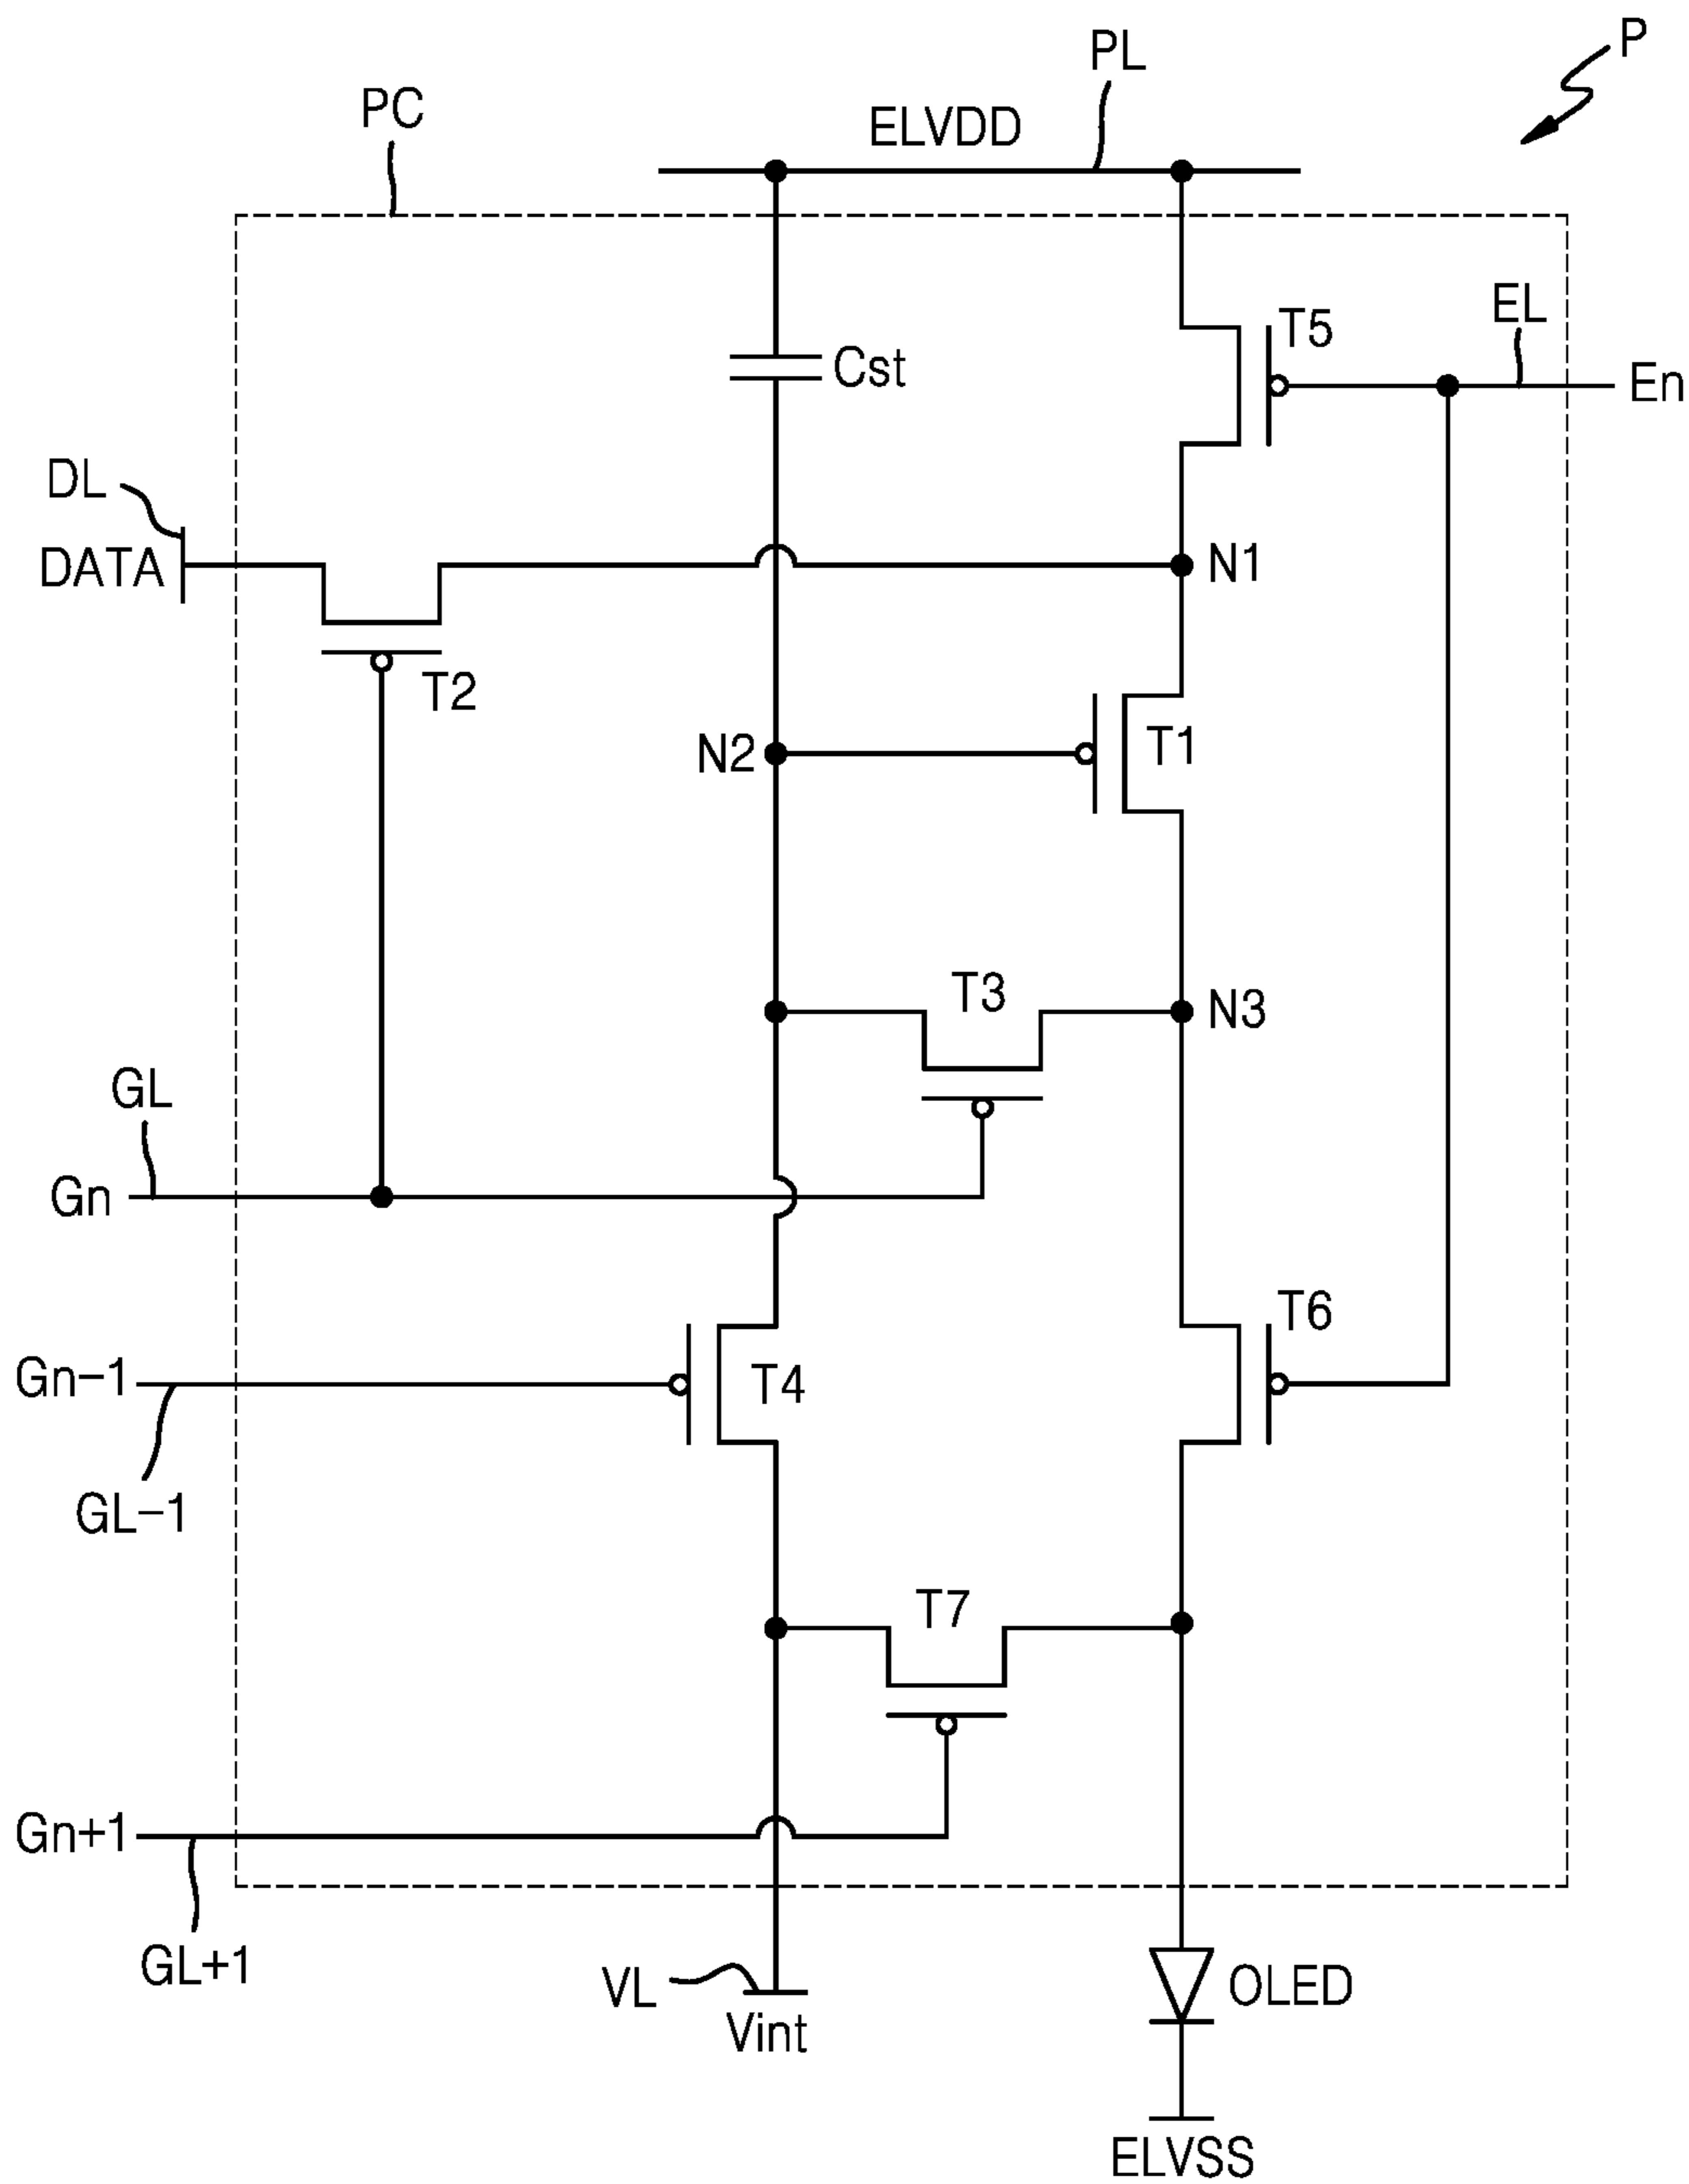 P
PL
PC
ELVDD
EL
T5
Cst
En
DL
DATA
N1
T2
N2
T1
T3
N3
GL
Gn
T6
Gn−1
T4
GL−1
T7
Gn+1
GL+1
VL
OLED
Vint
ELVSS